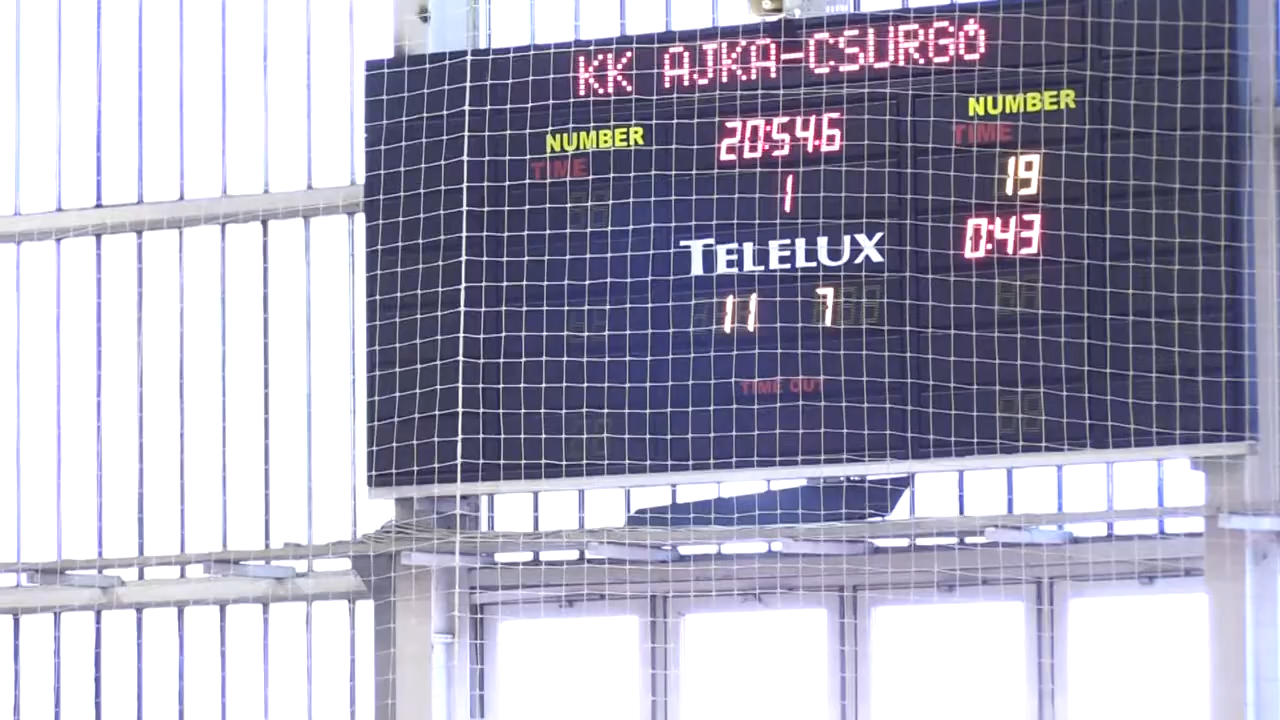 KK AJKA-CSURGÓ
NUMBER 20:54.6 NUMBER
TIME TIME
1 19
TELELUX 0:43
11 7
TIME OUT